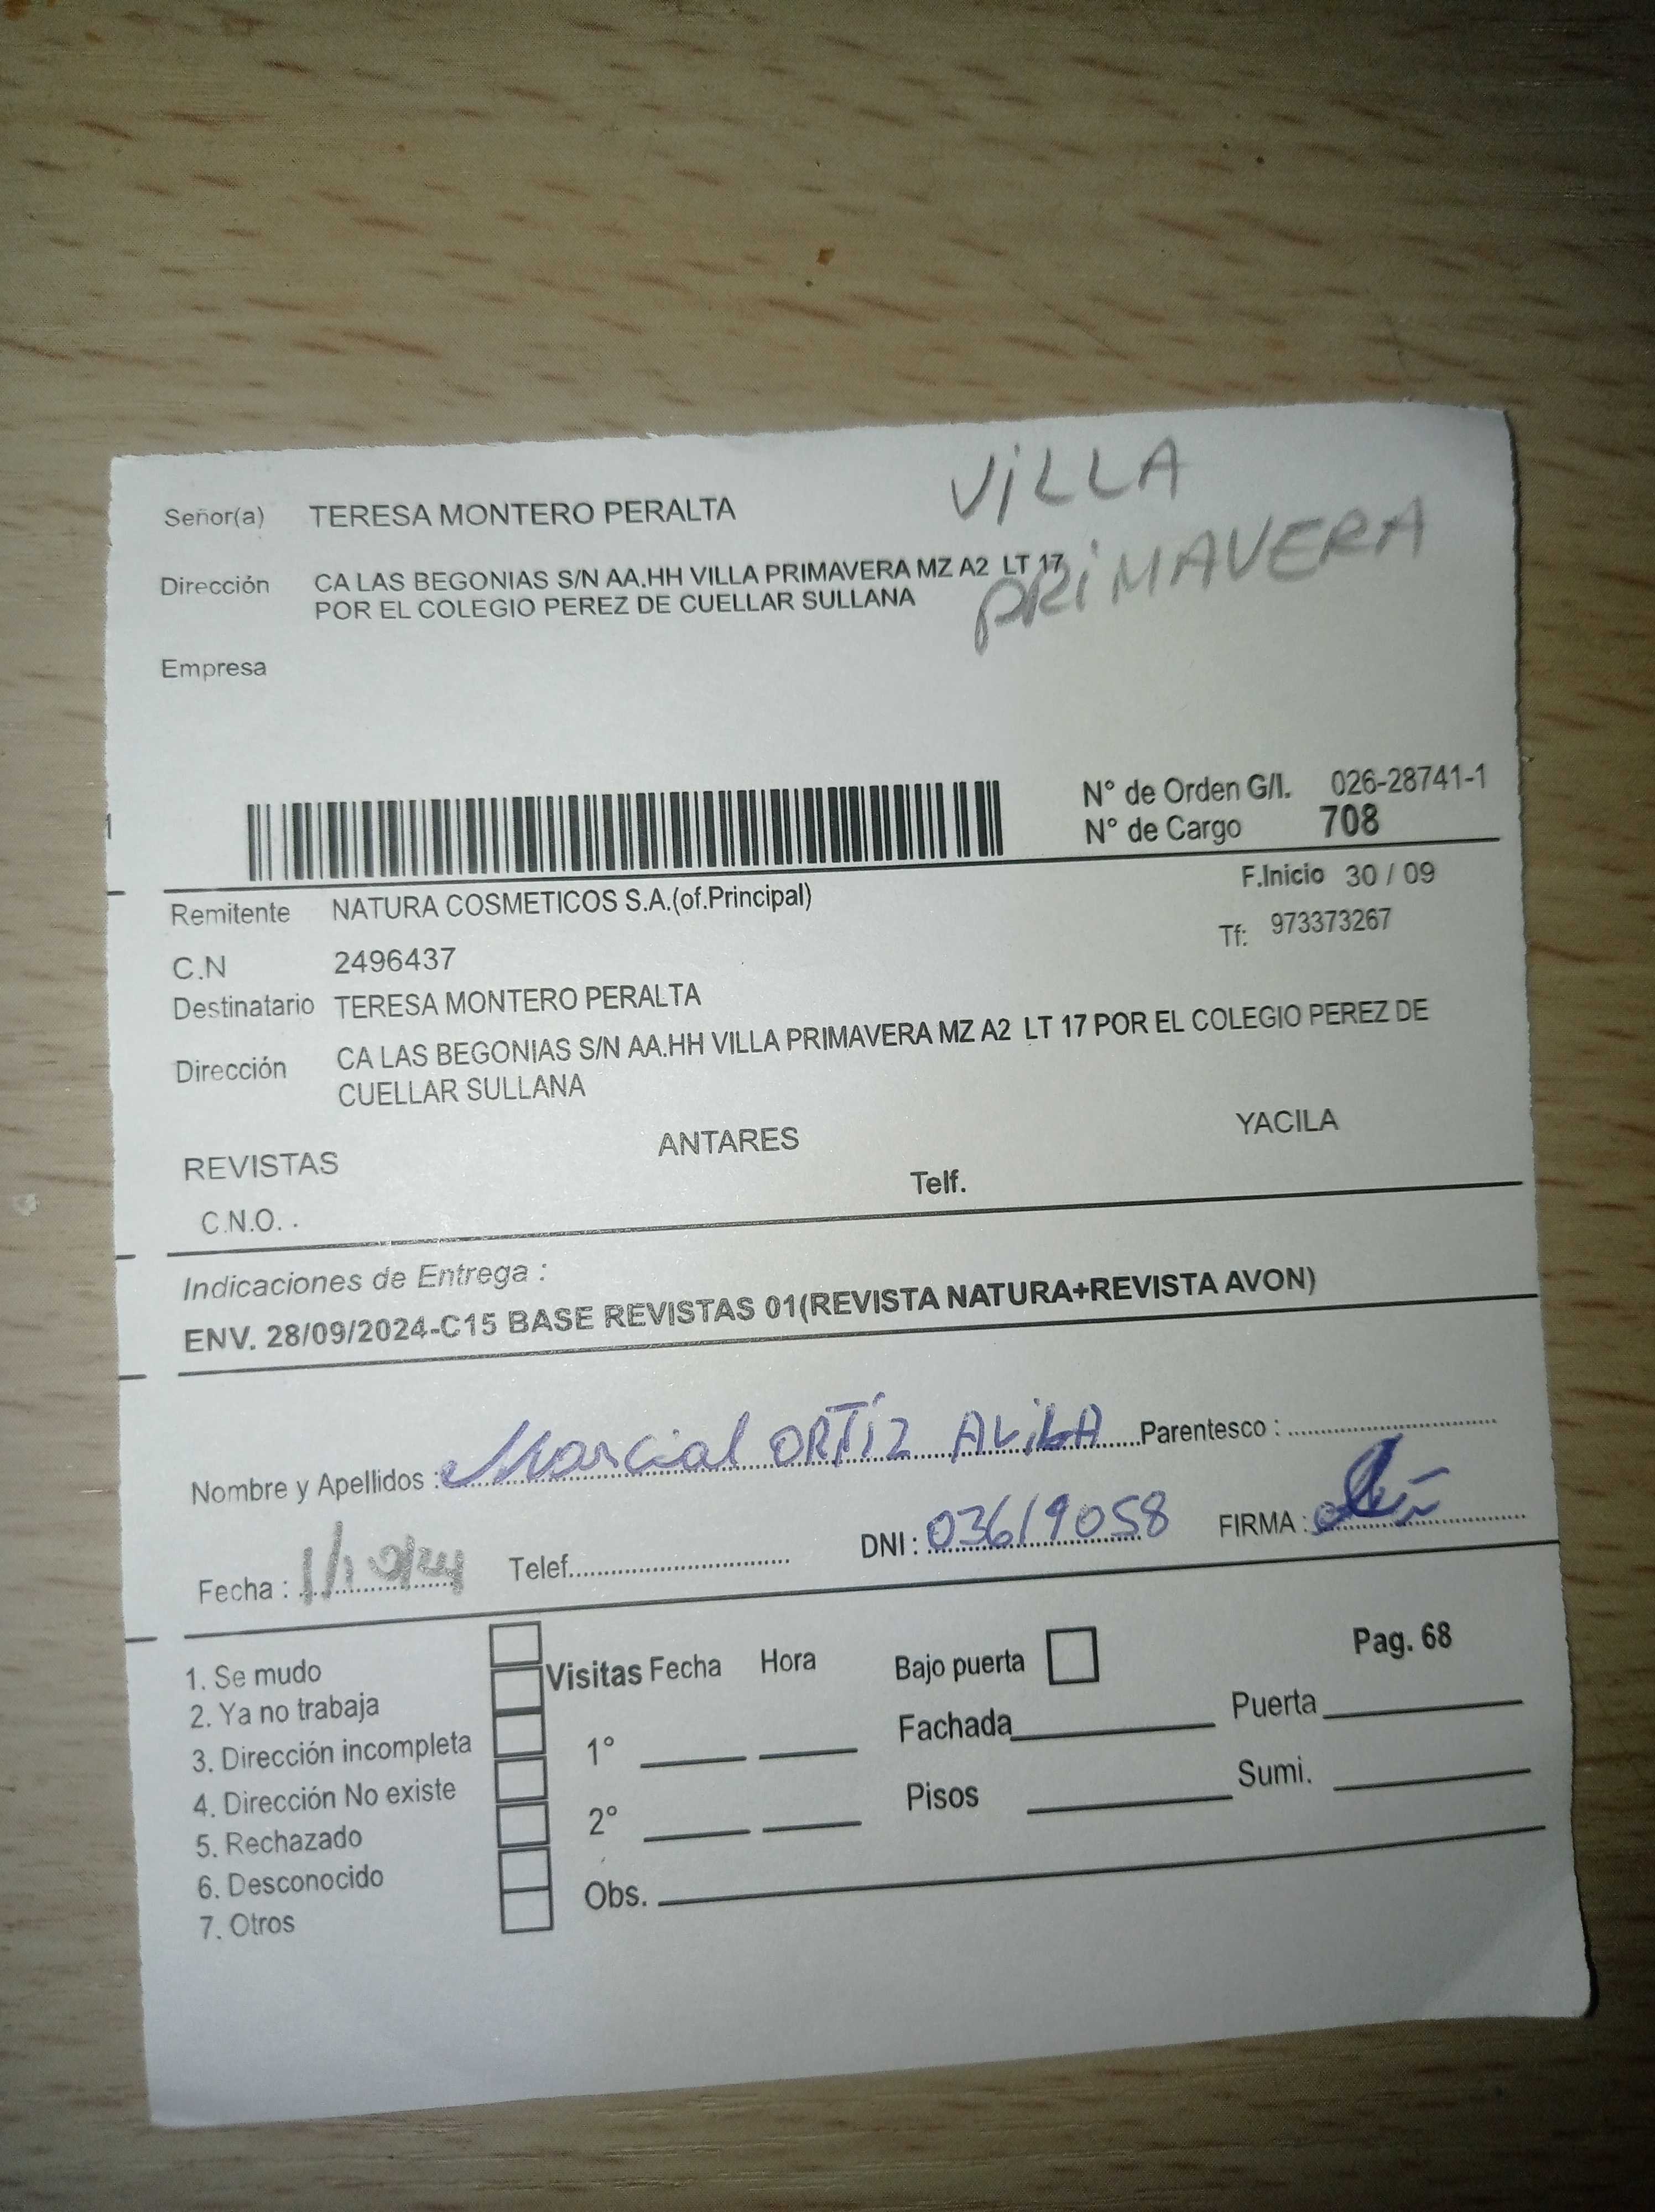 VILLA
PRIMAVERA
Señor(a) TERESA MONTERO PERALTA
Dirección CA LAS BEGONIAS S/N AA.HH VILLA PRIMAVERA MZ A2 LT 17
POR EL COLEGIO PEREZ DE CUELLAR SULLANA
Empresa
N° de Orden G/I. 026-28741-1
N° de Cargo 708
F.Inicio 30 / 09
Remitente NATURA COSMETICOS S.A.(of.Principal)
Tf: 973373267
C.N 2496437
Destinatario TERESA MONTERO PERALTA
Dirección CA LAS BEGONIAS S/N AA.HH VILLA PRIMAVERA MZ A2 LT 17 POR EL COLEGIO PEREZ DE
CUELLAR SULLANA
REVISTAS ANTARES YACILA
C.N.O. . Telf.
Indicaciones de Entrega :
ENV. 28/09/2024-C15 BASE REVISTAS 01(REVISTA NATURA+REVISTA AVON)
Nombre y Apellidos : Marcial ORTÍZ AVILA Parentesco :
Fecha : 1/10/24 Telef. DNI : 03619058 FIRMA :
1. Se mudo
2. Ya no trabaja
3. Dirección incompleta
4. Dirección No existe
5. Rechazado
6. Desconocido
7. Otros
Visitas Fecha Hora
1°
2°
Obs.
Bajo puerta Pag. 68
Fachada Puerta
Pisos Sumi.